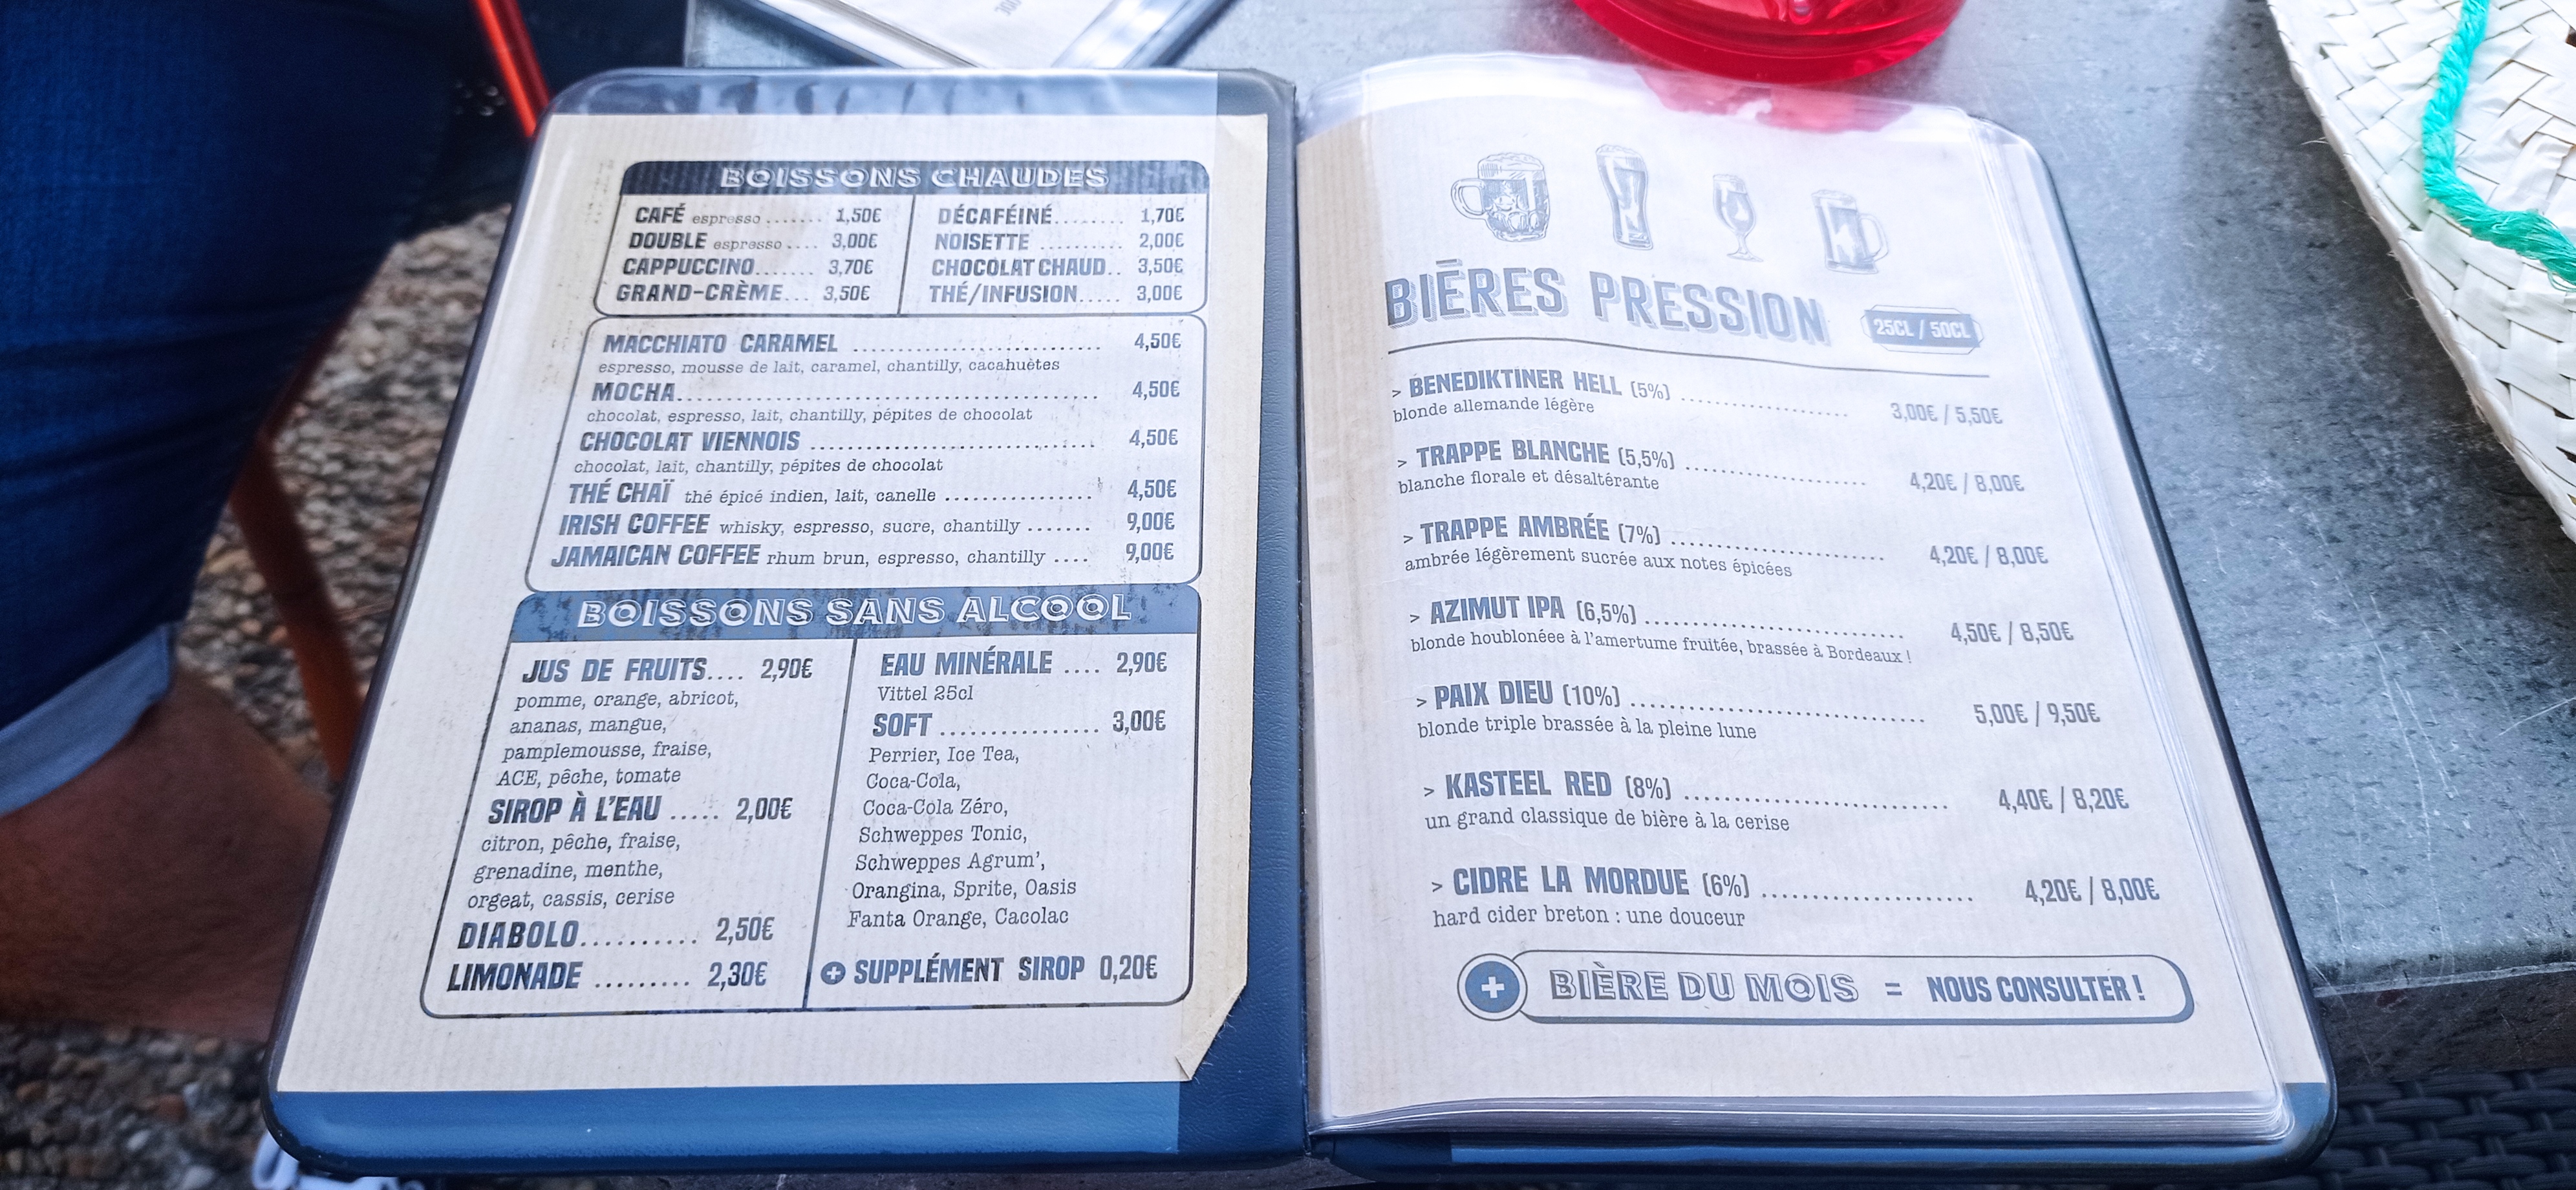 BOISSONS CHAUDES
CAFÉ espresso ....... 1,50€
DOUBLE espresso .... 3,00€
CAPPUCCINO....... 3,70€
GRAND-CRÈME... 3,50€
DÉCAFÉINÉ........ 1,70€
NOISETTE .......... 2,00€
CHOCOLAT CHAUD.. 3,50€
THÉ/INFUSION..... 3,00€
MACCHIATO CARAMEL .................................. 4,50€
espresso, mousse de lait, caramel, chantilly, cacahuètes
MOCHA........................................................ 4,50€
chocolat, espresso, lait, chantilly, pépites de chocolat
CHOCOLAT VIENNOIS ...................................... 4,50€
chocolat, lait, chantilly, pépites de chocolat
THÉ CHAÏ thé épicé indien, lait, canelle .................... 4,50€
IRISH COFFEE whisky, espresso, sucre, chantilly ....... 9,00€
JAMAICAN COFFEE rhum brun, espresso, chantilly .... 9,00€
BOISSONS SANS ALCOOL
JUS DE FRUITS.... 2,90€
pomme, orange, abricot,
ananas, mangue,
pamplemousse, fraise,
ACE, pêche, tomate
SIROP À L'EAU ..... 2,00€
citron, pêche, fraise,
grenadine, menthe,
orgeat, cassis, cerise
DIABOLO.......... 2,50€
LIMONADE ......... 2,30€
EAU MINÉRALE .... 2,90€
Vittel 25cl
SOFT ................ 3,00€
Perrier, Ice Tea,
Coca-Cola,
Coca-Cola Zéro,
Schweppes Tonic,
Schweppes Agrum',
Orangina, Sprite, Oasis
Fanta Orange, Cacolac
+ SUPPLÉMENT SIROP 0,20€
BIÈRES PRESSION
25CL / 50CL
> BENEDIKTINER HELL (5%) ........................ 3,00€ / 5,50€
blonde allemande légère
> TRAPPE BLANCHE (5,5%) ......................... 4,20€ / 8,00€
blanche florale et désaltérante
> TRAPPE AMBRÉE (7%) .............................. 4,20€ / 8,00€
ambrée légèrement sucrée aux notes épicées
> AZIMUT IPA (6,5%) .................................. 4,50€ / 8,50€
blonde houblonéee à l'amertume fruitée, brassée à Bordeaux !
> PAIX DIEU (10%) ...................................... 5,00€ / 9,50€
blonde triple brassée à la pleine lune
> KASTEEL RED (8%) ................................... 4,40€ / 8,20€
un grand classique de bière à la cerise
> CIDRE LA MORDUE (6%) ........................... 4,20€ / 8,00€
hard cider breton : une douceur
+ BIÈRE DU MOIS = NOUS CONSULTER !